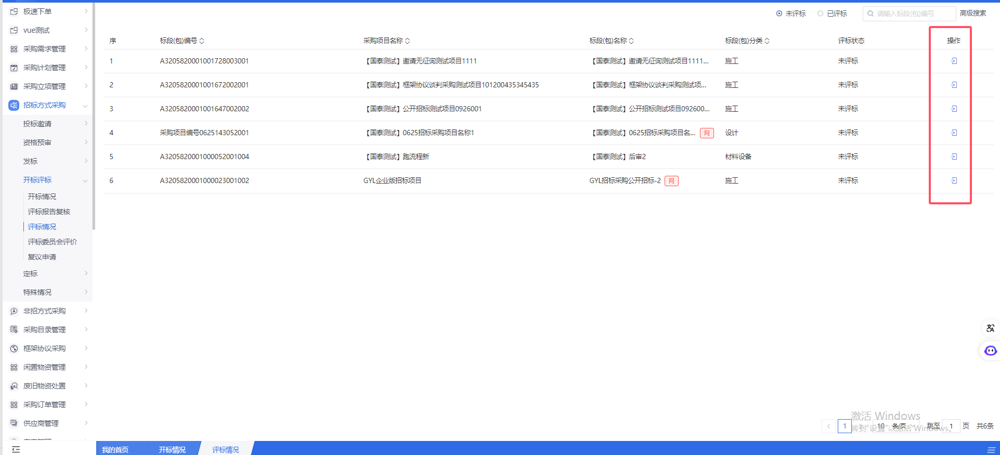 极速下单
vue测试
采购需求管理
采购计划管理
采购立项管理
招标方式采购
投标邀请
资格预审
发标
开标评标
开标情况
评标报告复核
评标情况
评标委员会评价
复议申请
定标
特殊情况
非招方式采购
采购目录管理
框架协议采购
闲置物资管理
废旧物资处置
采购订单管理
供应商管理
未评标 已评标 请输入标段(包)编号 高级搜索
序 标段(包)编号 采购项目名称 标段(包)名称 标段(包)分类 评标状态 操作
1 A3205820001001728003001 【国泰测试】邀请无征询测试项目1111 【国泰测试】邀请无征询测试项目1111... 施工 未评标
2 A3205820001001672002001 【国泰测试】框架协议谈判采购测试项目101200435345435 【国泰测试】框架协议谈判采购测试项... 施工 未评标
3 A3205820001001647002002 【国泰测试】公开招标测试项目0926001 【国泰测试】公开招标测试项目092600... 施工 未评标
4 采购项目编号0625143052001 【国泰测试】0625招标采购项目名称1 【国泰测试】0625招标采购项目名... 网 设计 未评标
5 A3205820001000052001004 【国泰测试】跑流程新 【国泰测试】后审2 材料设备 未评标
6 A3205820001000023001002 GYL企业版招标项目 GYL招标采购公开招标-2 网 施工 未评标
激活 Windows
转到"设置"以激活 Windows。
1 10 条/页 跳至 1 页 共6条
我的首页 开标情况 评标情况